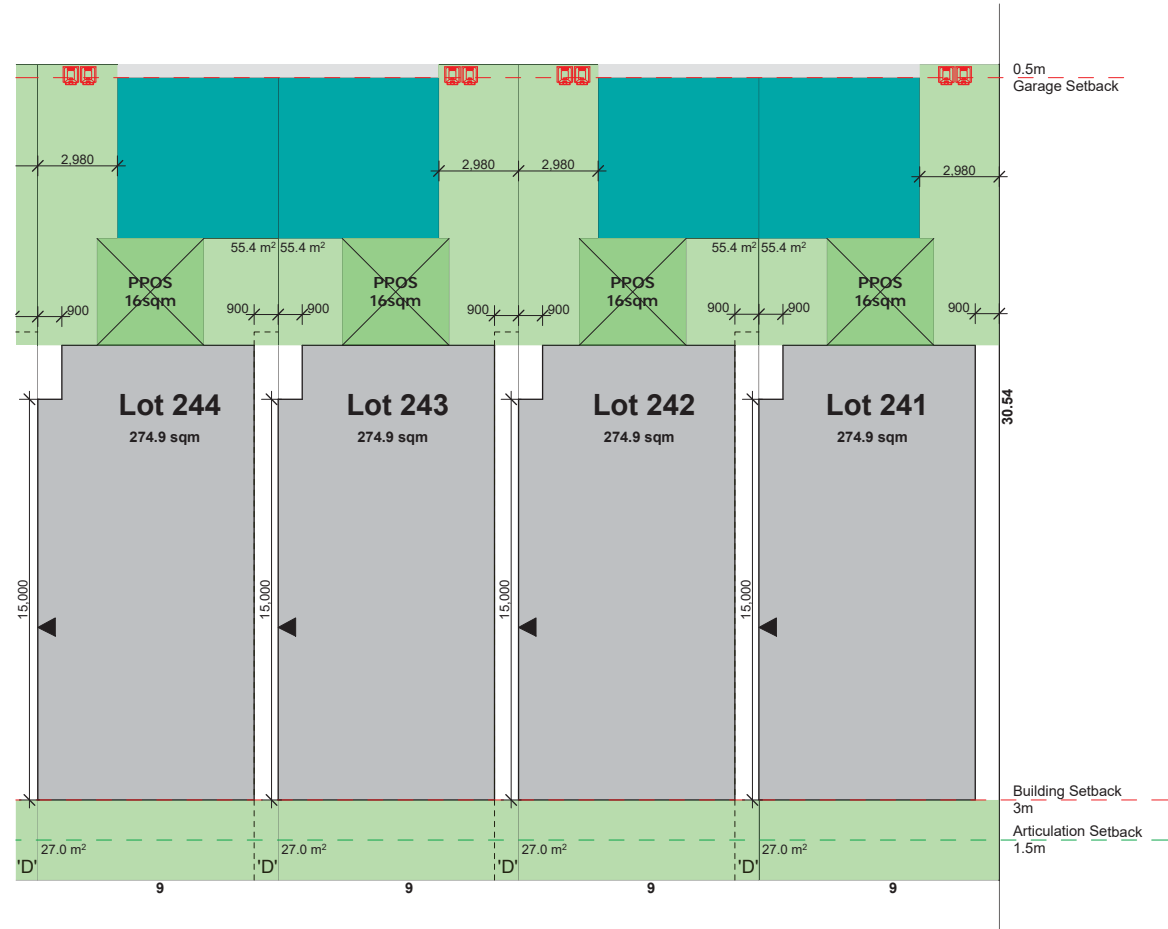 0.5m
Garage Setback
2,980
2,980
2,980
2,980
55.4 m²
55.4 m²
55.4 m²
55.4 m²
PPOS
16sqm
PPOS
16sqm
PPOS
16sqm
PPOS
16sqm
900
900
900
900
900
900
900
900
Lot 244
274.9 sqm
Lot 243
274.9 sqm
Lot 242
274.9 sqm
Lot 241
274.9 sqm
30.54
15,000
15,000
15,000
15,000
Building Setback
3m
Articulation Setback
1.5m
27.0 m²
27.0 m²
27.0 m²
27.0 m²
'D'
'D'
'D'
'D'
9
9
9
9